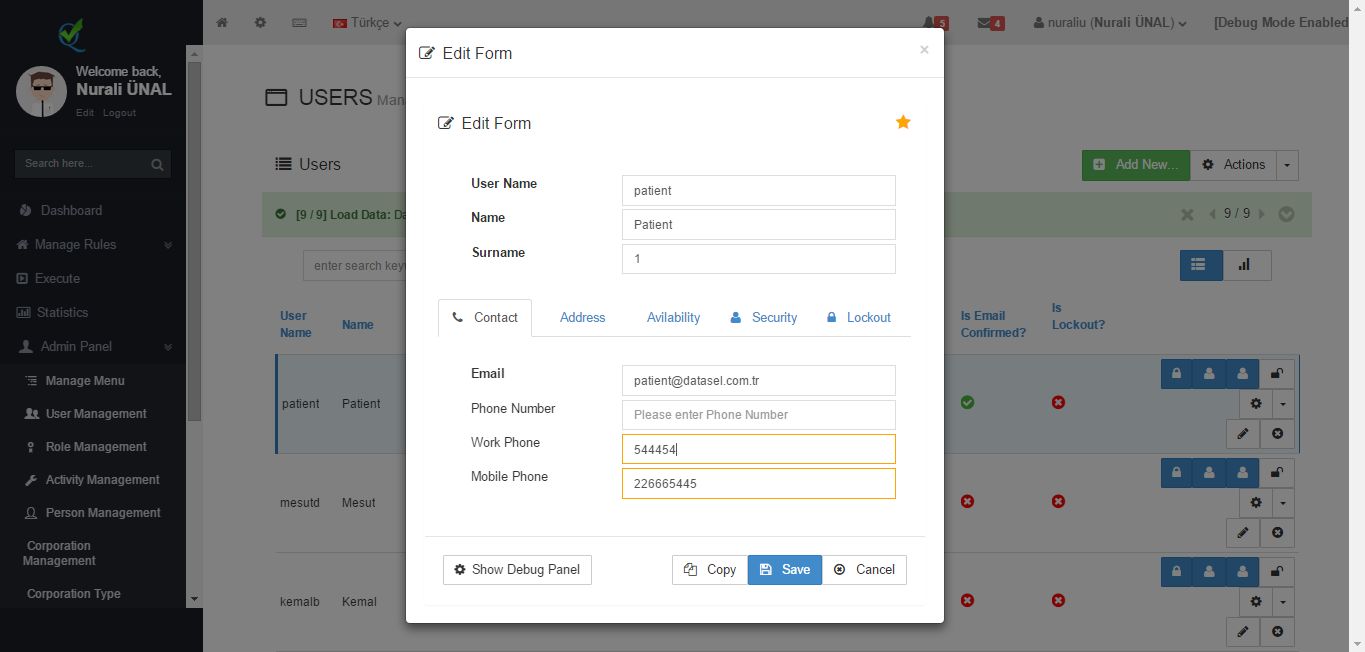 Türkçe
5
4
nuraliu (Nurali ÜNAL)
[Debug Mode Enabled
Welcome back,
Nurali ÜNAL
Edit Logout
Search here...
Dashboard
Manage Rules
Execute
Statistics
Admin Panel
Manage Menu
User Management
Role Management
Activity Management
Person Management
Corporation
Management
Corporation Type
USERS Man
Users
Add New...
Actions
[9 / 9] Load Data: Da
9 / 9
enter search keyw
User
Name
Name
Is Email
Confirmed?
Is
Lockout?
patient Patient
mesutd Mesut
kemalb Kemal
Edit Form
×
Edit Form
User Name
patient
Name
Patient
Surname
1
Contact
Address
Avilability
Security
Lockout
Email
patient@datasel.com.tr
Phone Number
Please enter Phone Number
Work Phone
544454
Mobile Phone
226665445
Show Debug Panel
Copy
Save
Cancel